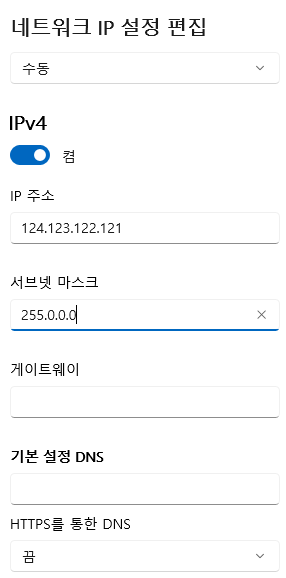 네트워크 IP 설정 편집
수동
IPv4
켬
IP 주소
124.123.122.121
서브넷 마스크
255.0.0.0
게이트웨이
기본 설정 DNS
HTTPS를 통한 DNS
끔